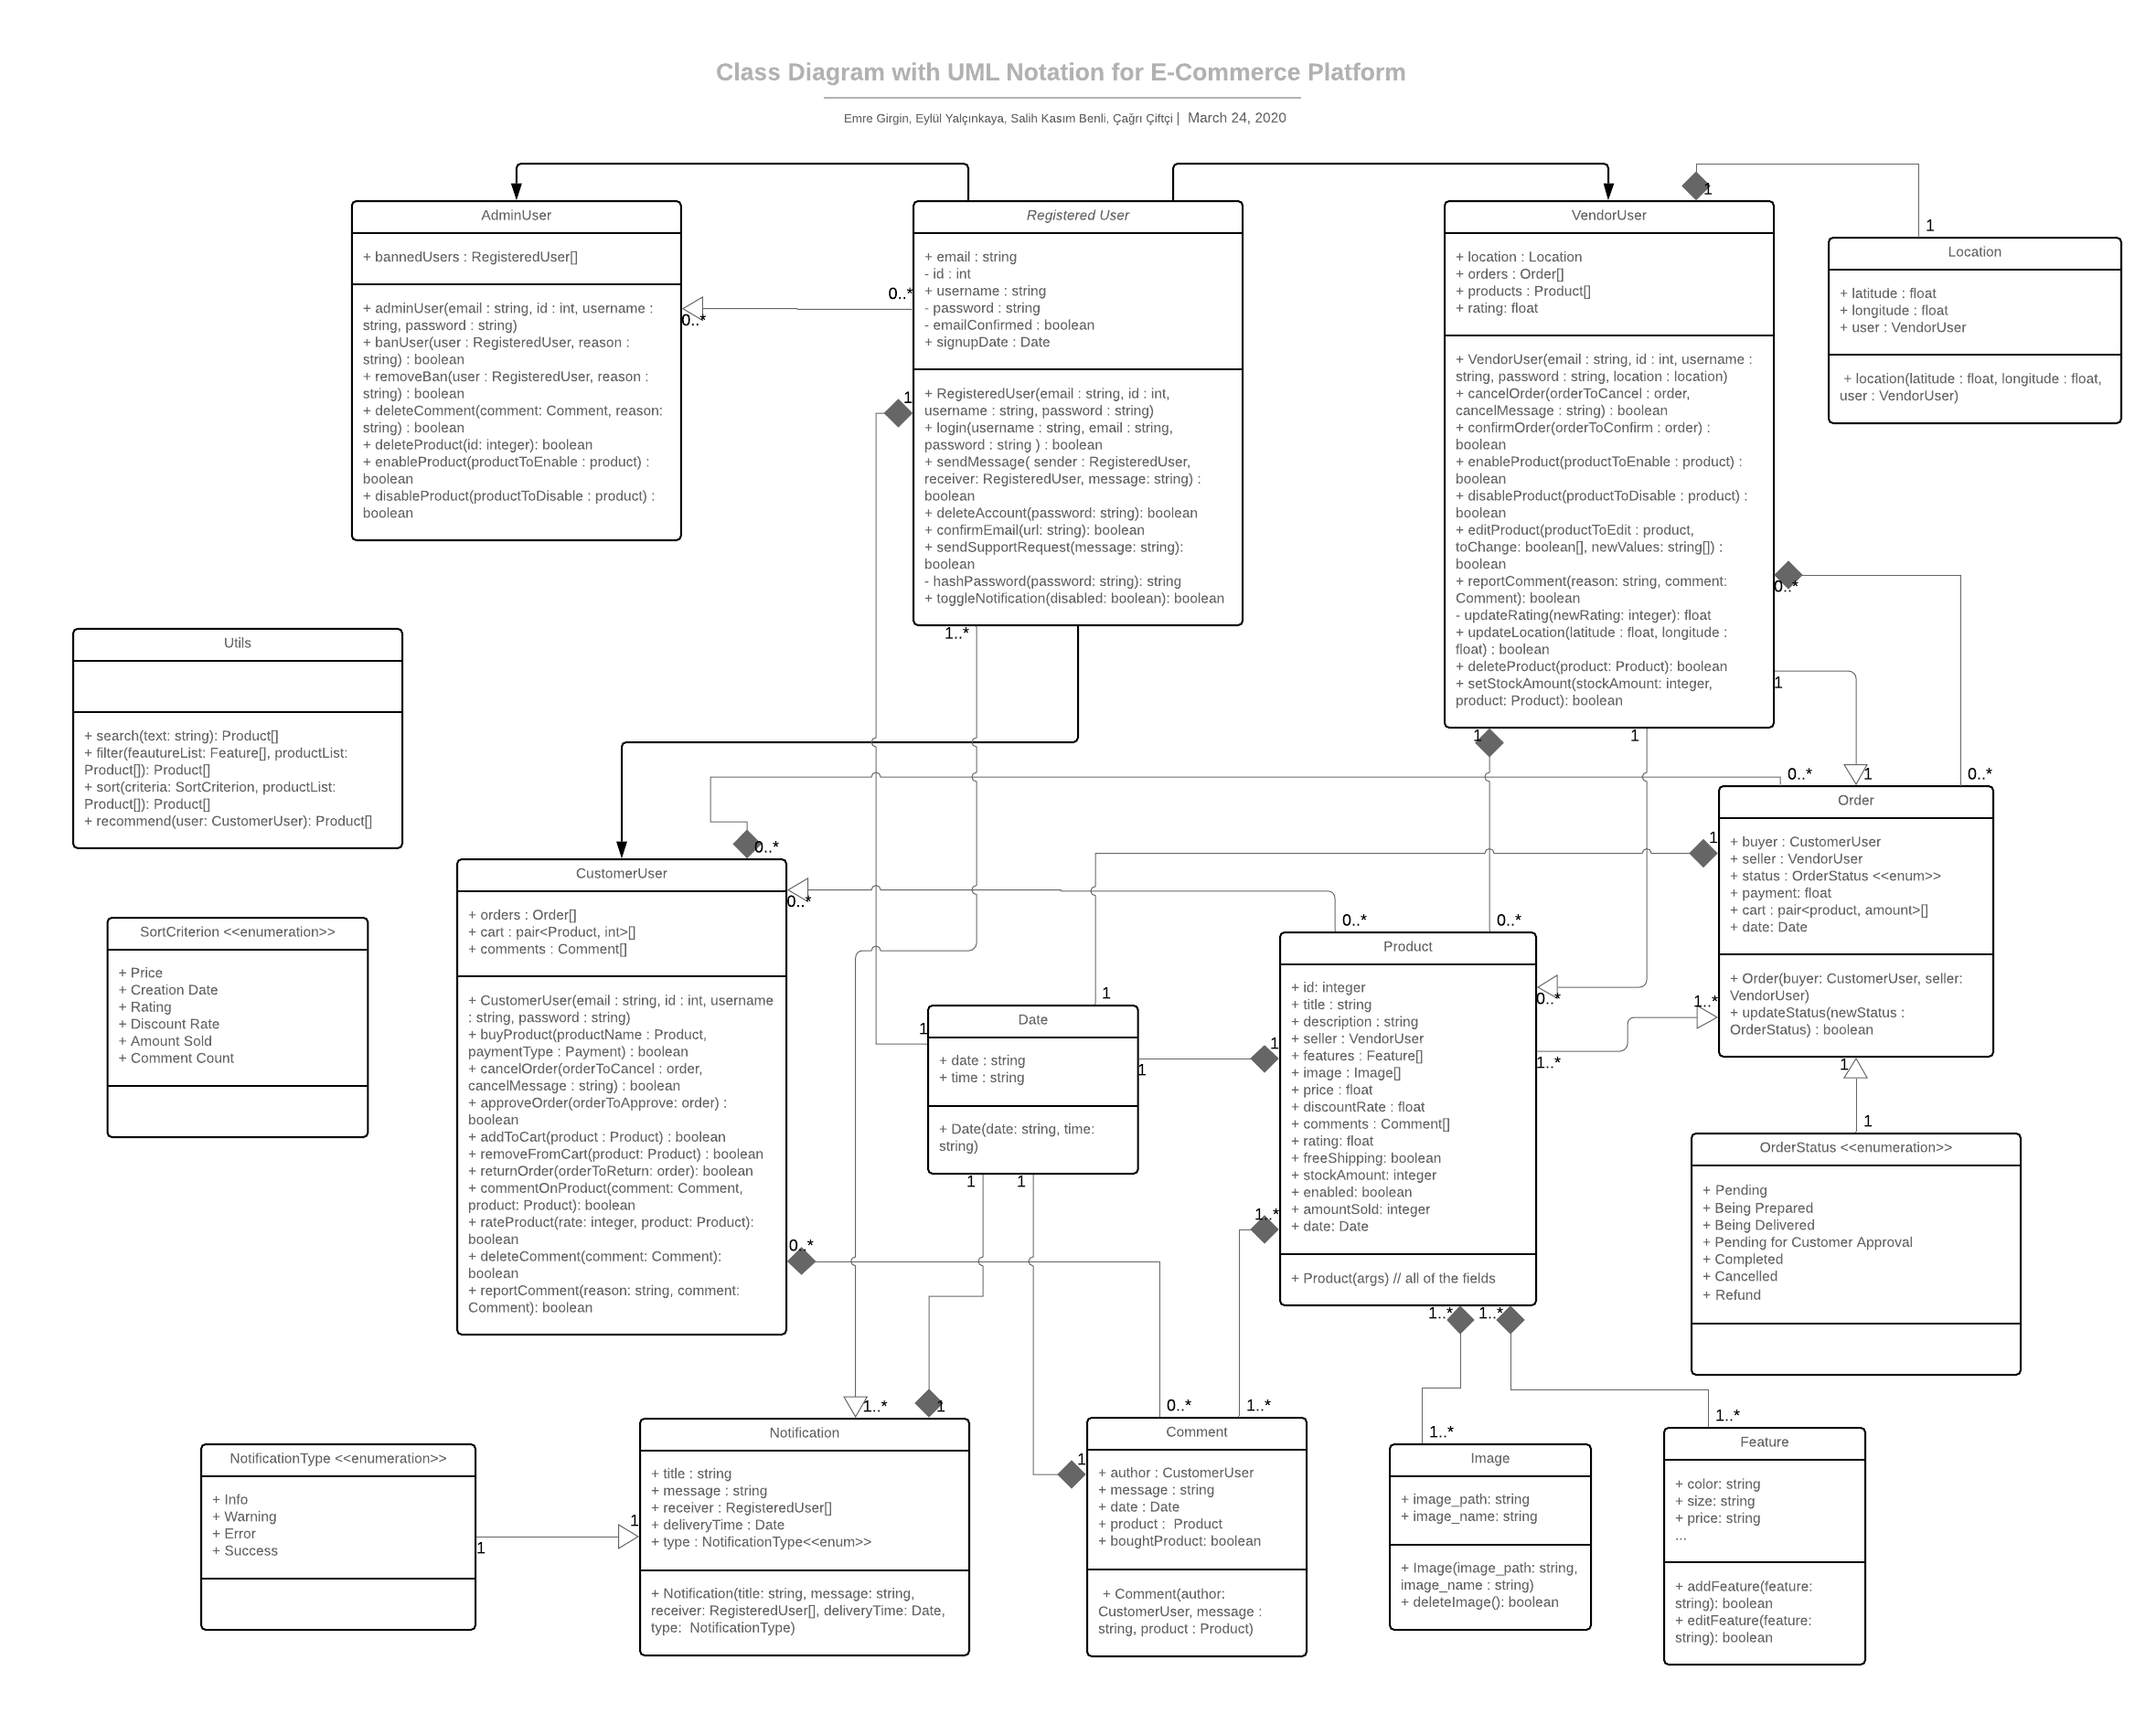 Class Diagram with UML Notation for E-Commerce Platform
Emre Girgin, Eylül Yalçınkaya, Salih Kasım Benli, Çağrı Çiftçi | March 24, 2020
AdminUser
+ bannedUsers : RegisteredUser[]
+ adminUser(email : string, id : int, username :
string, password : string)
+ banUser(user : RegisteredUser, reason :
string) : boolean
+ removeBan(user : RegisteredUser, reason :
string) : boolean
+ deleteComment(comment: Comment, reason:
string) : boolean
+ deleteProduct(id: integer): boolean
+ enableProduct(productToEnable : product) :
boolean
+ disableProduct(productToDisable : product) :
boolean
0..*
0..*
Registered User
+ email : string
- id : int
+ username : string
- password : string
- emailConfirmed : boolean
+ signupDate : Date
+ RegisteredUser(email : string, id : int,
username : string, password : string)
+ login(username : string, email : string,
password : string ) : boolean
+ sendMessage( sender : RegisteredUser,
receiver: RegisteredUser, message: string) :
boolean
+ deleteAccount(password: string): boolean
+ confirmEmail(url: string): boolean
+ sendSupportRequest(message: string):
boolean
- hashPassword(password: string): string
+ toggleNotification(disabled: boolean): boolean
1
1..*
VendorUser
+ location : Location
+ orders : Order[]
+ products : Product[]
+ rating: float
+ VendorUser(email : string, id : int, username :
string, password : string, location : location)
+ cancelOrder(orderToCancel : order,
cancelMessage : string) : boolean
+ confirmOrder(orderToConfirm : order) :
boolean
+ enableProduct(productToEnable : product) :
boolean
+ disableProduct(productToDisable : product) :
boolean
+ editProduct(productToEdit : product,
toChange: boolean[], newValues: string[]) :
boolean
+ reportComment(reason: string, comment:
Comment): boolean
- updateRating(newRating: integer): float
+ updateLocation(latitude : float, longitude :
float) : boolean
+ deleteProduct(product: Product): boolean
+ setStockAmount(stockAmount: integer,
product: Product): boolean
1
1
0..*
1
1
1
Location
+ latitude : float
+ longitude : float
+ user : VendorUser
+ location(latitude : float, longitude : float,
user : VendorUser)
Utils
+ search(text: string): Product[]
+ filter(feautureList: Feature[], productList:
Product[]): Product[]
+ sort(criteria: SortCriterion, productList:
Product[]): Product[]
+ recommend(user: CustomerUser): Product[]
SortCriterion <<enumeration>>
+ Price
+ Creation Date
+ Rating
+ Discount Rate
+ Amount Sold
+ Comment Count
0..*
CustomerUser
+ orders : Order[]
+ cart : pair<Product, int>[]
+ comments : Comment[]
+ CustomerUser(email : string, id : int, username
: string, password : string)
+ buyProduct(productName : Product,
paymentType : Payment) : boolean
+ cancelOrder(orderToCancel : order,
cancelMessage : string) : boolean
+ approveOrder(orderToApprove: order) :
boolean
+ addToCart(product : Product) : boolean
+ removeFromCart(product: Product) : boolean
+ returnOrder(orderToReturn: order): boolean
+ commentOnProduct(comment: Comment,
product: Product): boolean
+ rateProduct(rate: integer, product: Product):
boolean
+ deleteComment(comment: Comment):
boolean
+ reportComment(reason: string, comment:
Comment): boolean
0..*
0..*
1
Date
+ date : string
+ time : string
+ Date(date: string, time:
string)
1
1
1
1
0..*
0..*
Product
+ id: integer
+ title : string
+ description : string
+ seller : VendorUser
+ features : Feature[]
+ image : Image[]
+ price : float
+ discountRate : float
+ comments : Comment[]
+ rating: float
+ freeShipping: boolean
+ stockAmount: integer
+ enabled: boolean
+ amountSold: integer
+ date: Date
+ Product(args) // all of the fields
0..*
1
1..*
1..*
1..*
1..*
0..*
1
0..*
1
Order
+ buyer : CustomerUser
+ seller : VendorUser
+ status : OrderStatus <<enum>>
+ payment: float
+ cart : pair<product, amount>[]
+ date: Date
+ Order(buyer: CustomerUser, seller:
VendorUser)
+ updateStatus(newStatus :
OrderStatus) : boolean
1..*
1
1
OrderStatus <<enumeration>>
+ Pending
+ Being Prepared
+ Being Delivered
+ Pending for Customer Approval
+ Completed
+ Cancelled
+ Refund
NotificationType <<enumeration>>
+ Info
+ Warning
+ Error
+ Success
1
1
1..*
1
Notification
+ title : string
+ message : string
+ receiver : RegisteredUser[]
+ deliveryTime : Date
+ type : NotificationType<<enum>>
+ Notification(title: string, message: string,
receiver: RegisteredUser[], deliveryTime: Date,
type: NotificationType)
0..*
1..*
1
Comment
+ author : CustomerUser
+ message : string
+ date : Date
+ product : Product
+ boughtProduct: boolean
+ Comment(author:
CustomerUser, message :
string, product : Product)
1..*
Image
+ image_path: string
+ image_name: string
+ Image(image_path: string,
image_name : string)
+ deleteImage(): boolean
1..*
Feature
+ color: string
+ size: string
+ price: string
...
+ addFeature(feature:
string): boolean
+ editFeature(feature:
string): boolean